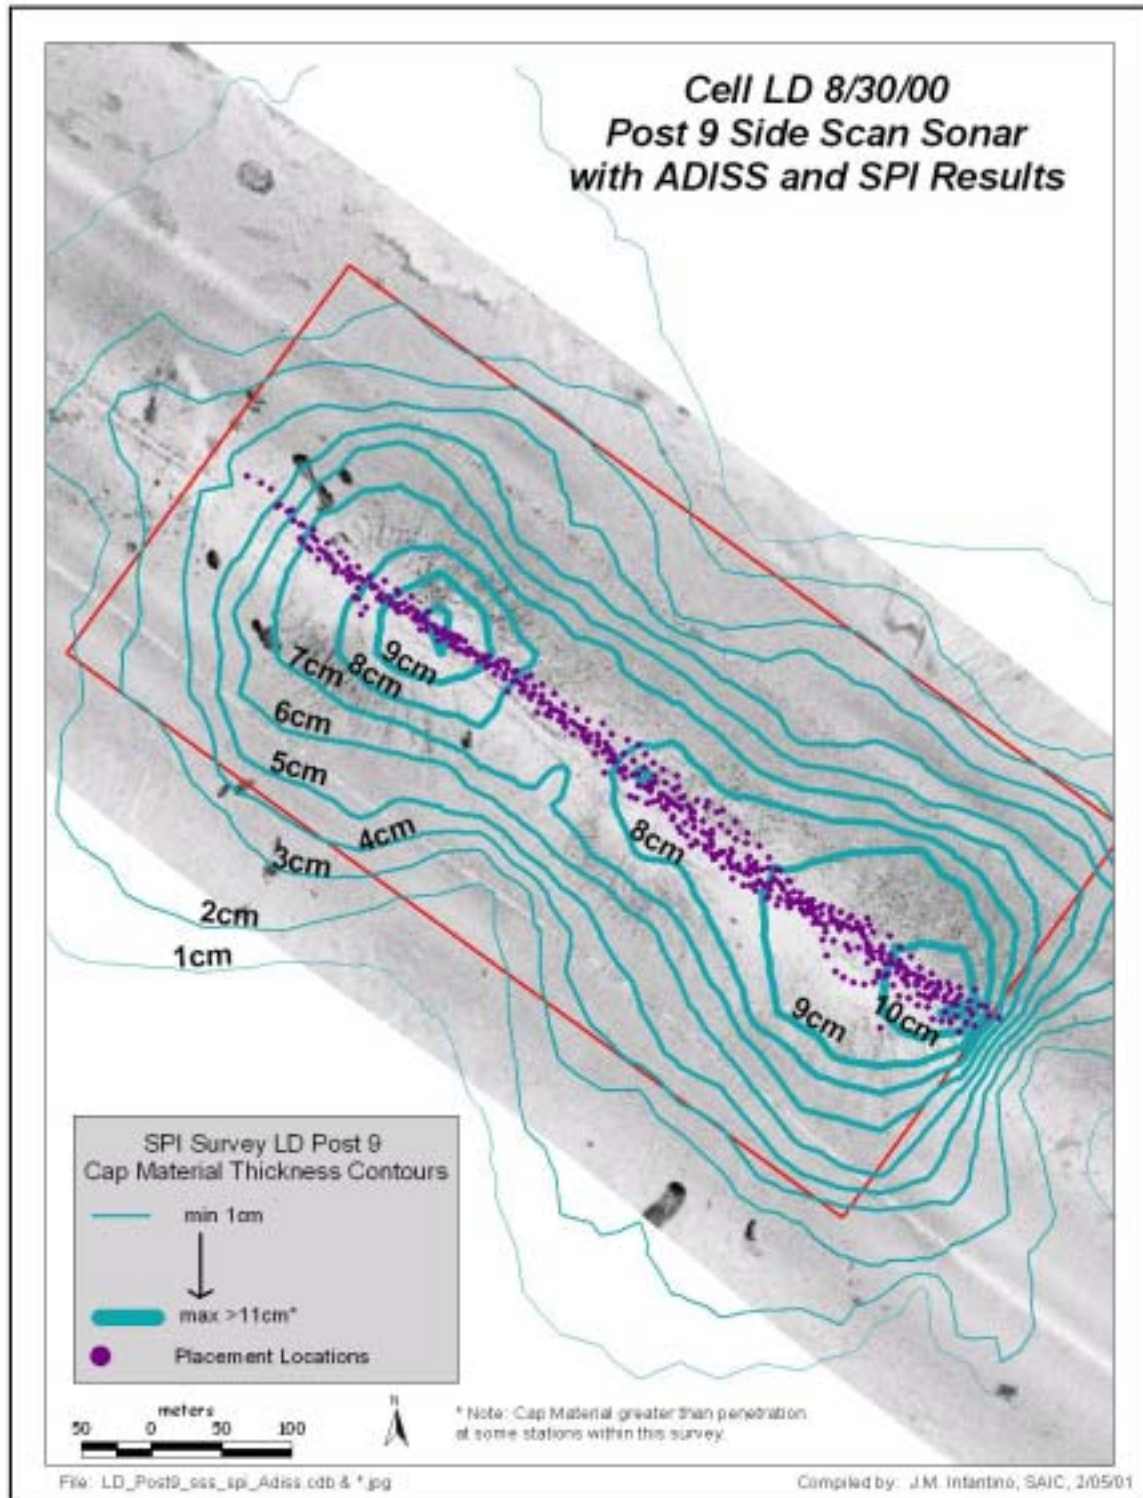 Cell LD 8/30/00
Post 9 Side Scan Sonar
with ADISS and SPI Results
9cm
7cm
8cm
6cm
5cm
4cm
8cm
3cm
2cm
1cm
9cm
10cm
SPI Survey LD Post 9
Cap Material Thickness Contours
min 1cm
max >11cm*
Placement Locations
meters
50 0 50 100
N
* Note: Cap Material greater than penetration
at some stations within this survey.
File: LD_Post9_sss_spi_Adiss.cdb & *.jpg
Compiled by: J.M. Infantino, SAIC, 2/05/01